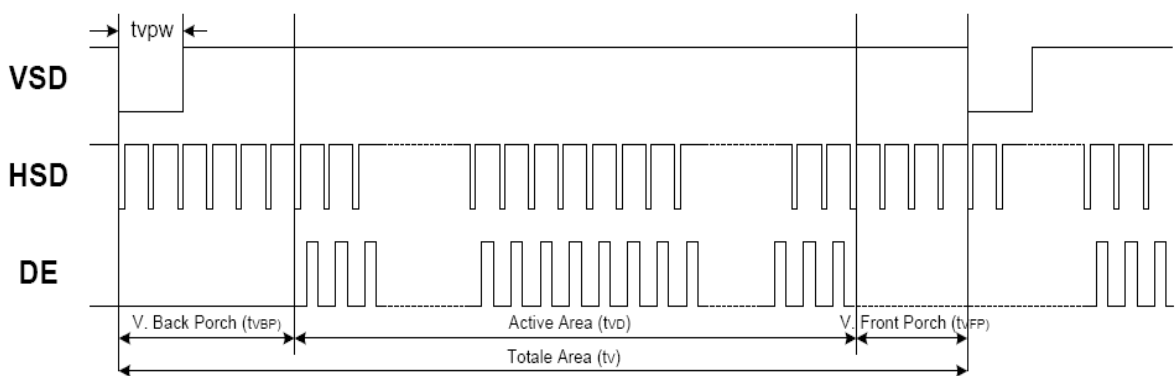 tvpw
VSD
HSD
DE
V. Back Porch (tVBP)
Active Area (tVD)
V. Front Porch (tVFP)
Totale Area (tV)